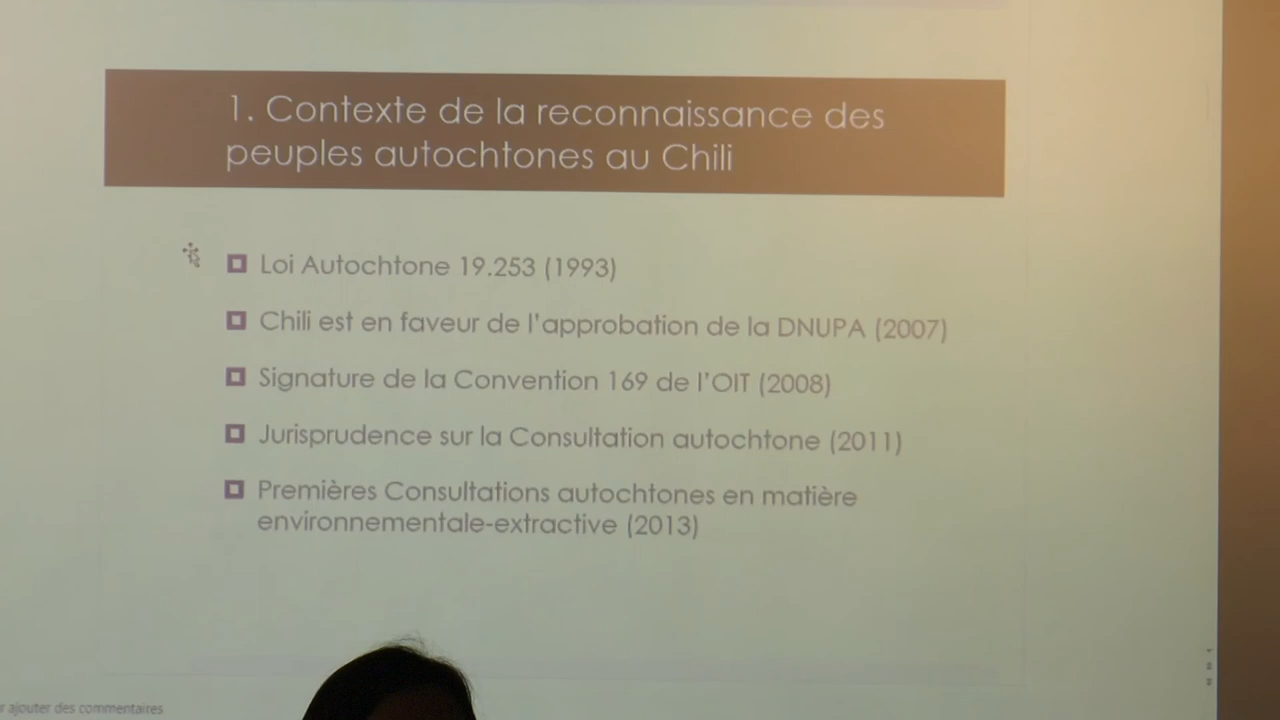 1. Contexte de la reconnaissance des
peuples autochtones au Chili
Loi Autochtone 19.253 (1993)
Chili est en faveur de l'approbation de la DNUPA (2007)
Signature de la Convention 169 de l'OIT (2008)
Jurisprudence sur la Consultation autochtone (2011)
Premières Consultations autochtones en matière
environnementale-extractive (2013)
r ajouter des commentaires